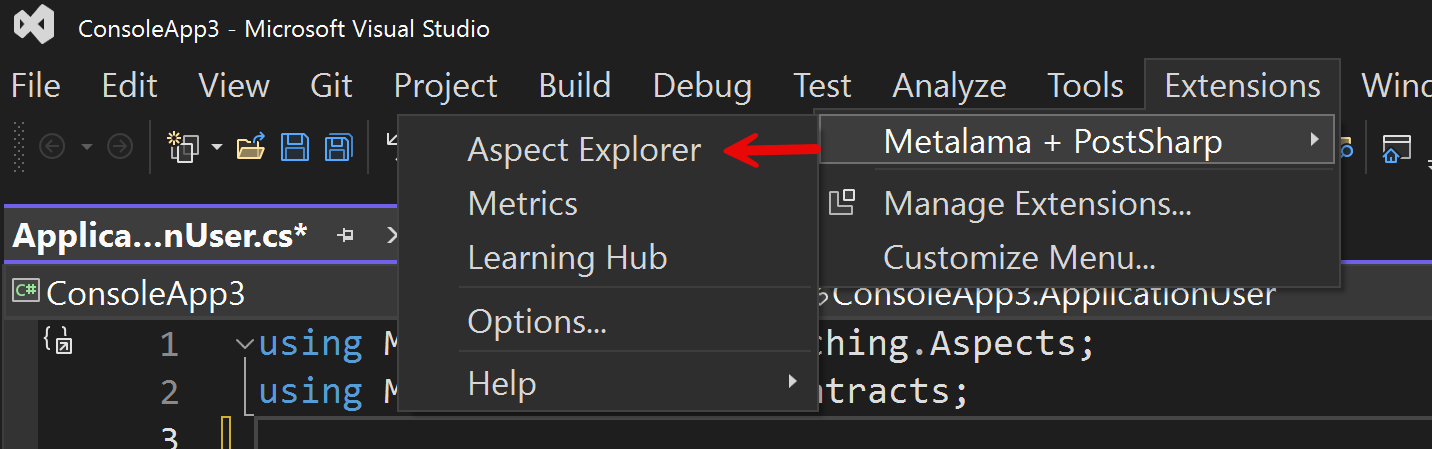 ConsoleApp3 - Microsoft Visual Studio
File Edit View Git Project Build Debug Test Analyze Tools Extensions
Metalama + PostSharp
Manage Extensions...
Customize Menu...
Aspect Explorer
Metrics
Learning Hub
Options...
Help
Applica...nUser.cs*
C# ConsoleApp3
ConsoleApp3.ApplicationUser
1 using ching.Aspects;
2 using ntracts;
3